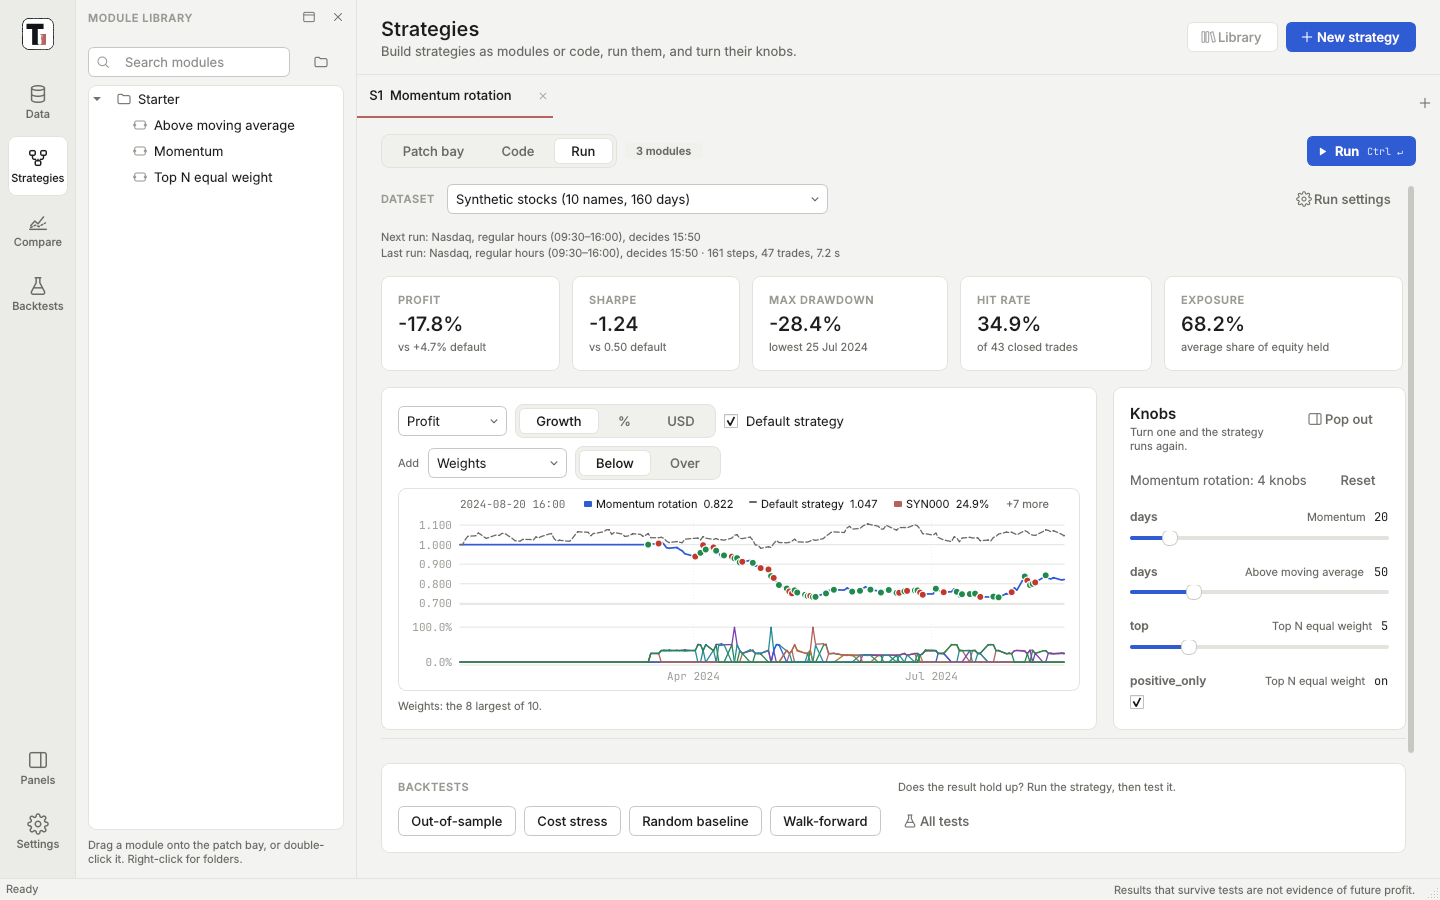 MODULE LIBRARY
Search modules
Starter
Above moving average
Momentum
Top N equal weight
Drag a module onto the patch bay, or double-
click it. Right-click for folders.
Data
Strategies
Compare
Backtests
Panels
Settings
Strategies
Build strategies as modules or code, run them, and turn their knobs.
Library
+ New strategy
S1 Momentum rotation
Patch bay Code Run 3 modules
Run Ctrl ↵
DATASET Synthetic stocks (10 names, 160 days)
Run settings
Next run: Nasdaq, regular hours (09:30–16:00), decides 15:50
Last run: Nasdaq, regular hours (09:30–16:00), decides 15:50 · 161 steps, 47 trades, 7.2 s
PROFIT
-17.8%
vs +4.7% default
SHARPE
-1.24
vs 0.50 default
MAX DRAWDOWN
-28.4%
lowest 25 Jul 2024
HIT RATE
34.9%
of 43 closed trades
EXPOSURE
68.2%
average share of equity held
Profit Growth % USD Default strategy
Add Weights Below Over
2024-08-20 16:00 Momentum rotation 0.822 Default strategy 1.047 SYN000 24.9% +7 more
1.100
1.000
0.900
0.800
0.700
100.0%
0.0%
Apr 2024 Jul 2024
Weights: the 8 largest of 10.
Knobs
Turn one and the strategy
runs again.
Pop out
Momentum rotation: 4 knobs Reset
days Momentum 20
days Above moving average 50
top Top N equal weight 5
positive_only Top N equal weight on
BACKTESTS
Does the result hold up? Run the strategy, then test it.
Out-of-sample Cost stress Random baseline Walk-forward All tests
Ready
Results that survive tests are not evidence of future profit.